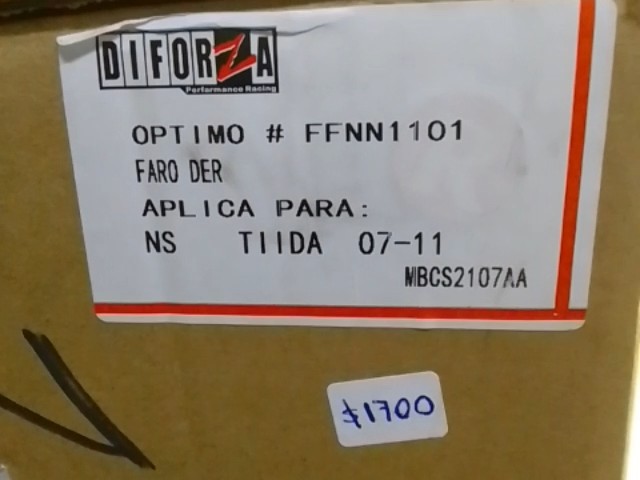 DIFORZA
Performance Racing
OPTIMO # FFNN1101
FARO DER
APLICA PARA:
NS TIIDA 07-11
MBCS2107AA
$1700